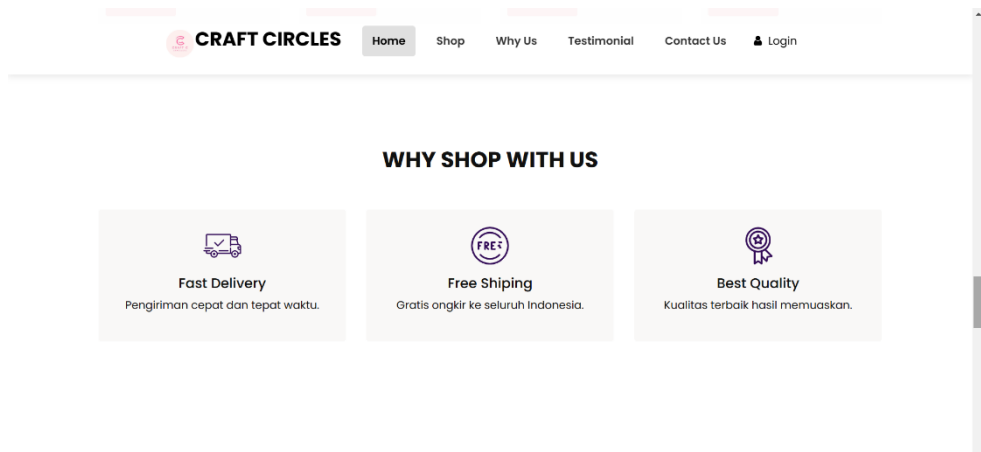 CRAFT CIRCLES Home Shop Why Us Testimonial Contact Us Login
WHY SHOP WITH US
FREE
Fast Delivery Free Shiping Best Quality
Pengiriman cepat dan tepat waktu. Gratis ongkir ke seluruh Indonesia. Kualitas terbaik hasil memuaskan.